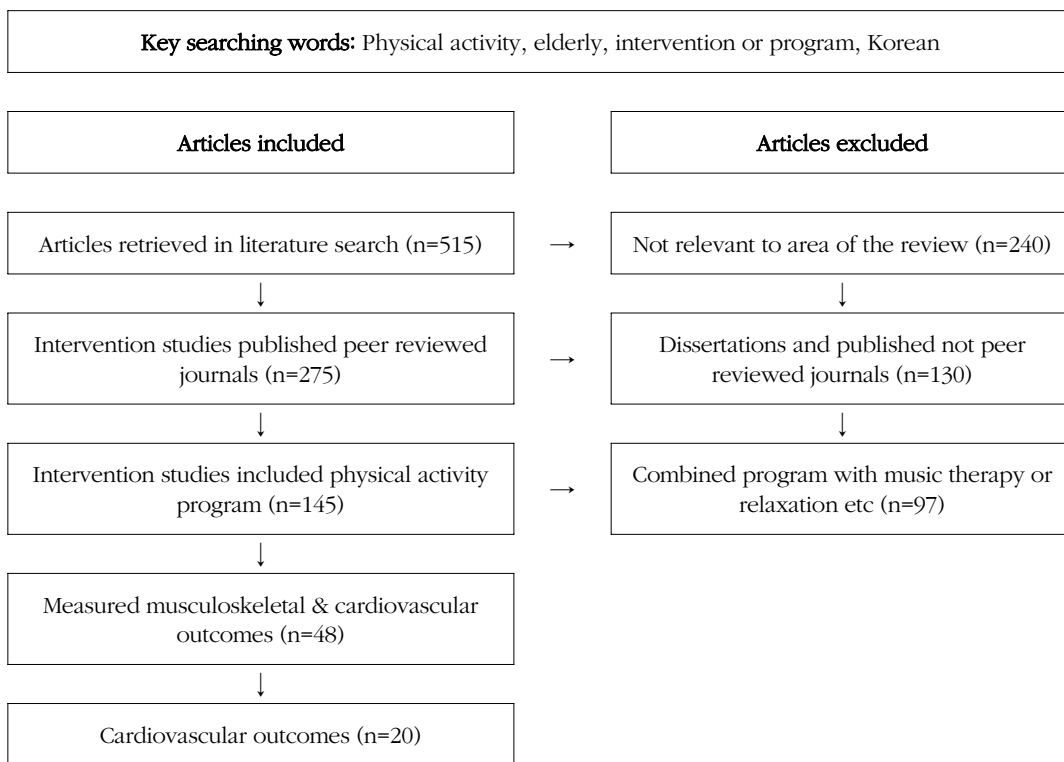 Key searching words: Physical activity, elderly, intervention or program, Korean
Articles included
Articles excluded
Articles retrieved in literature search (n=515)
→
Not relevant to area of the review (n=240)
↓
↓
Intervention studies published peer reviewed
journals (n=275)
→
Dissertations and published not peer
reviewed journals (n=130)
↓
↓
Intervention studies included physical activity
program (n=145)
→
Combined program with music therapy or
relaxation etc (n=97)
↓
Measured musculoskeletal & cardiovascular
outcomes (n=48)
↓
Cardiovascular outcomes (n=20)